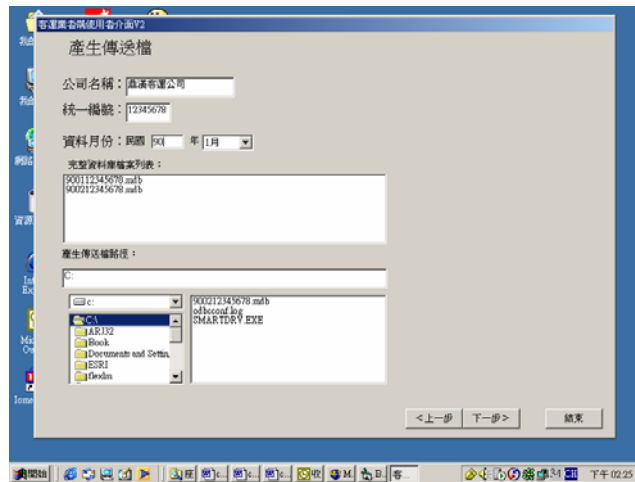 客運業者端使用者介面V2
產生傳送檔
公司名稱：鼎漢客運公司
統一編號：12345678
資料月份：民國 90 年 1月
完整資料庫檔案列表：
900112345678.mdb
900212345678.mdb
產生傳送檔路徑：
C:
c:
C:\
ARJ32
Book
Documents and Settin
ESRI
flexlm
900212345678.mdb
odbcconf.log
SMARTDRV.EXE
<上一步
下一步>
結束
開始
下午 02:25